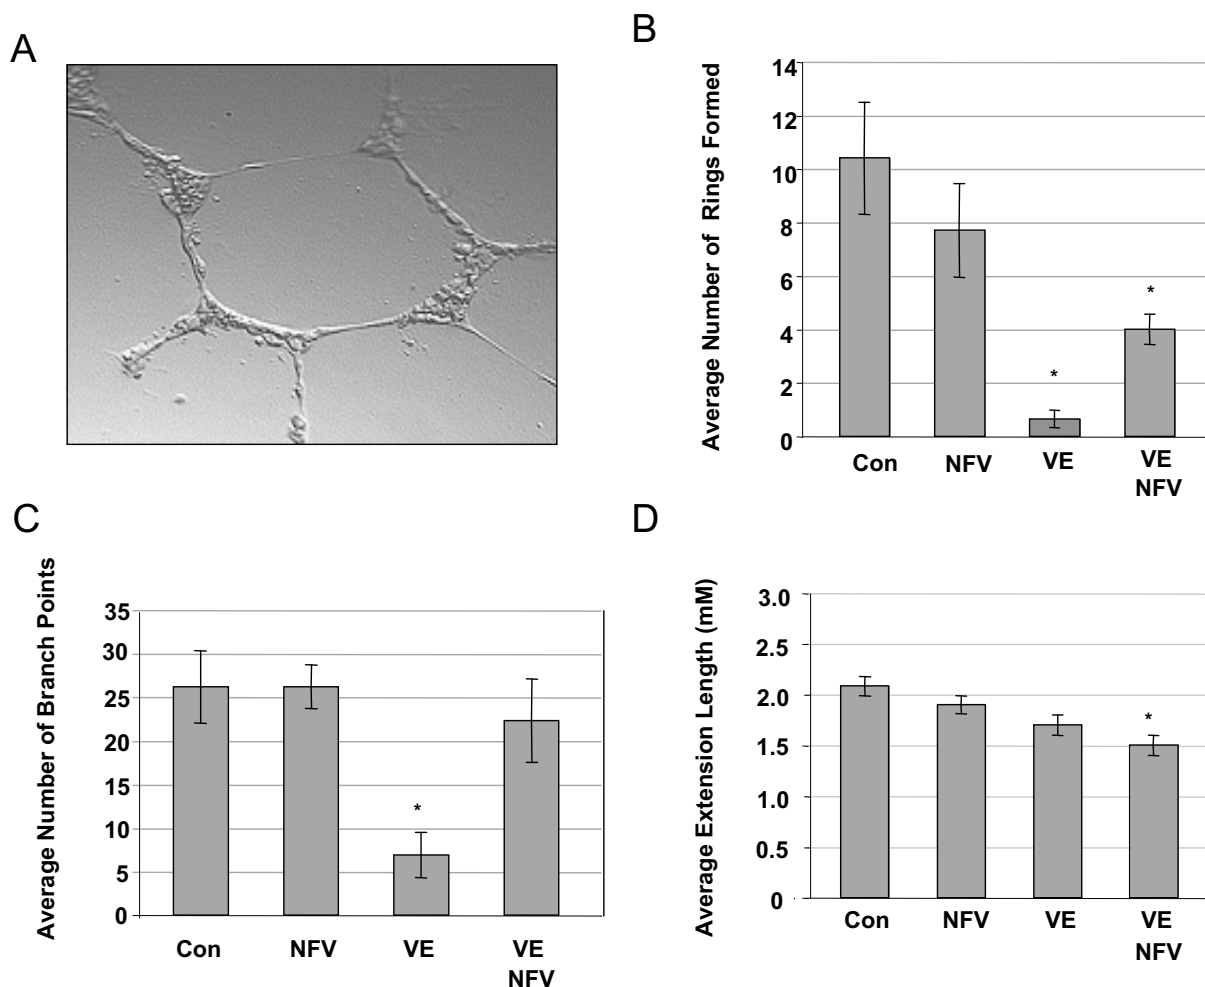 A
B
Average Number of Rings Formed
14
12
10
8
6
4
2
0
*
*
Con NFV VE VE
NFV
C
Average Number of Branch Points
35
30
25
20
15
10
5
0
*
Con NFV VE VE
NFV
D
Average Extension Length (mM)
3.0
2.5
2.0
1.5
1.0
0.5
0
*
Con NFV VE VE
NFV